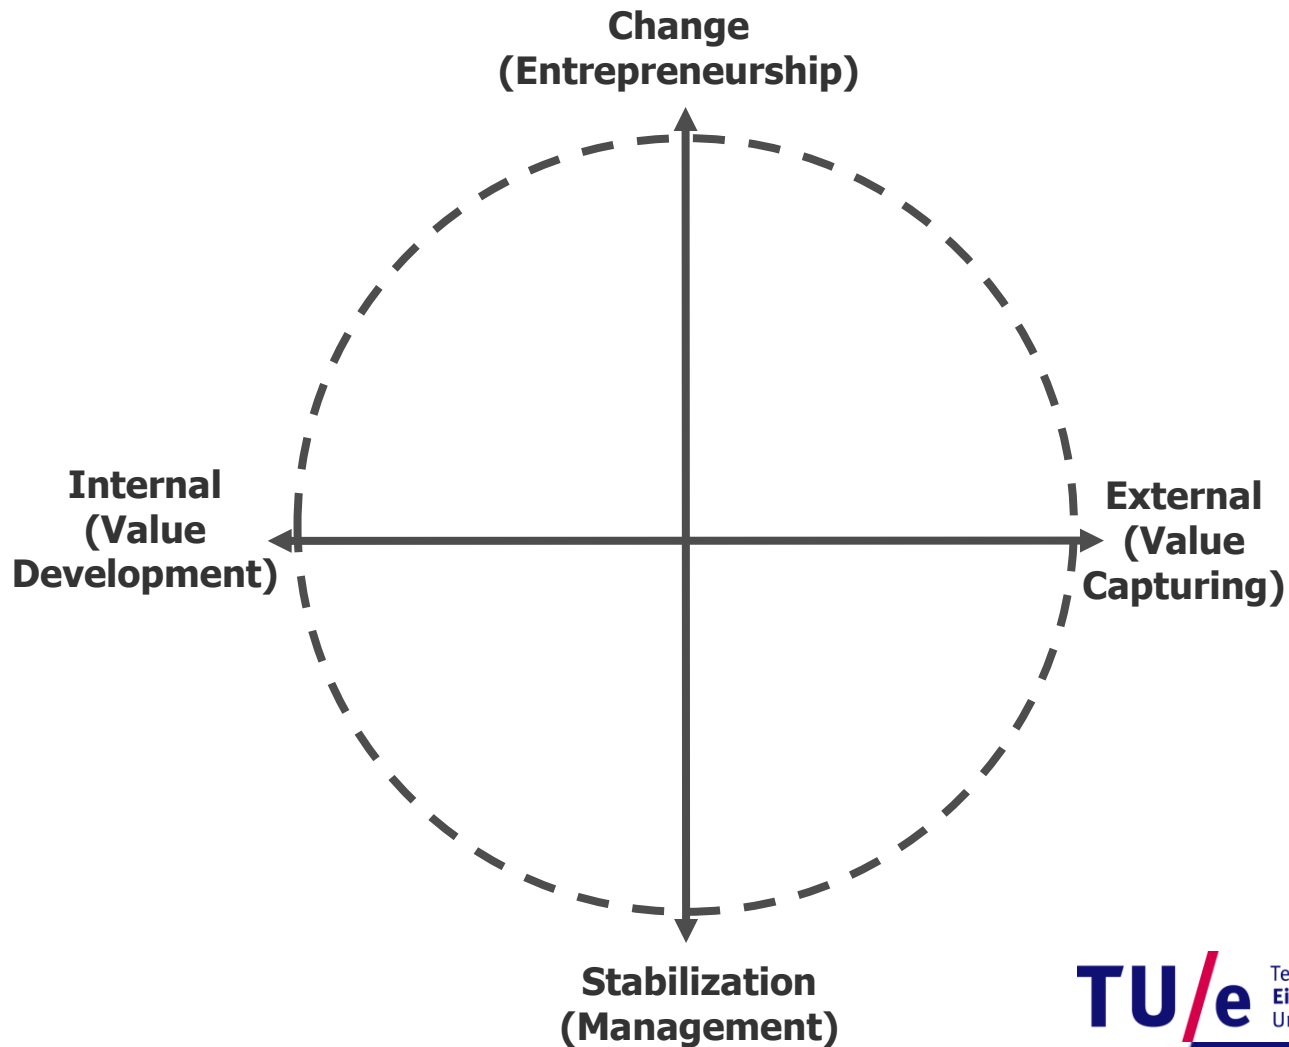 Change
(Entrepreneurship)
Internal
(Value
Development)
External
(Value
Capturing)
Stabilization
(Management)
TU/e